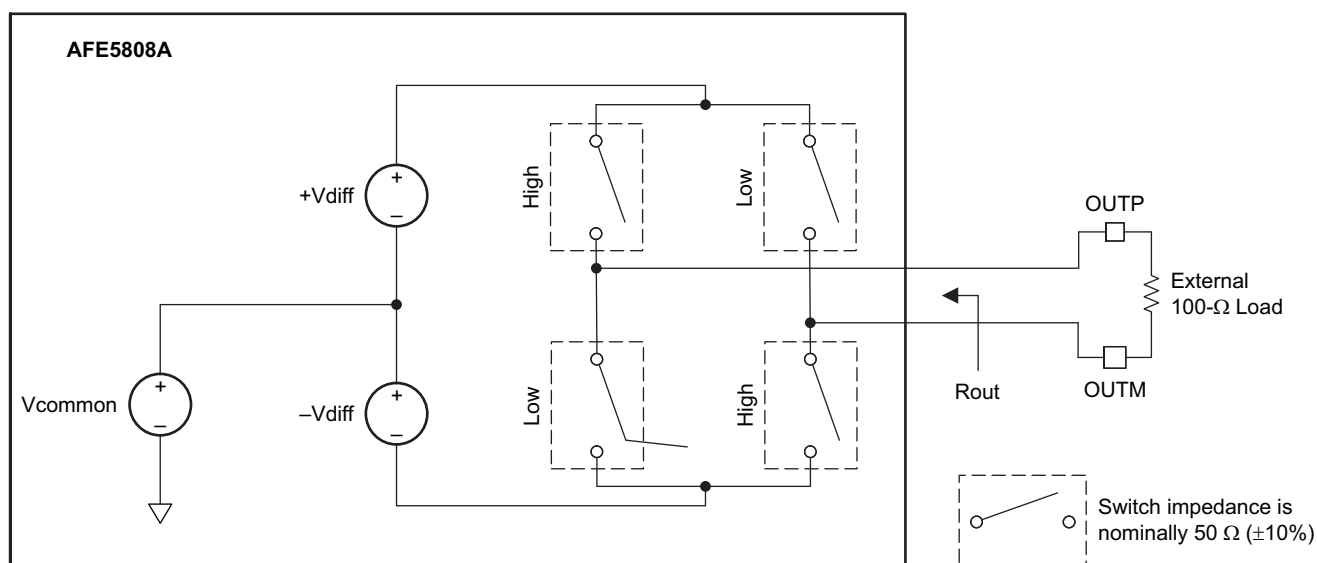 AFE5808A
+Vdiff
+
–
High
Low
OUTP
External
100-Ω Load
Vcommon
+
–
–Vdiff
+
–
Low
High
Rout
OUTM
Switch impedance is
nominally 50 Ω (±10%)